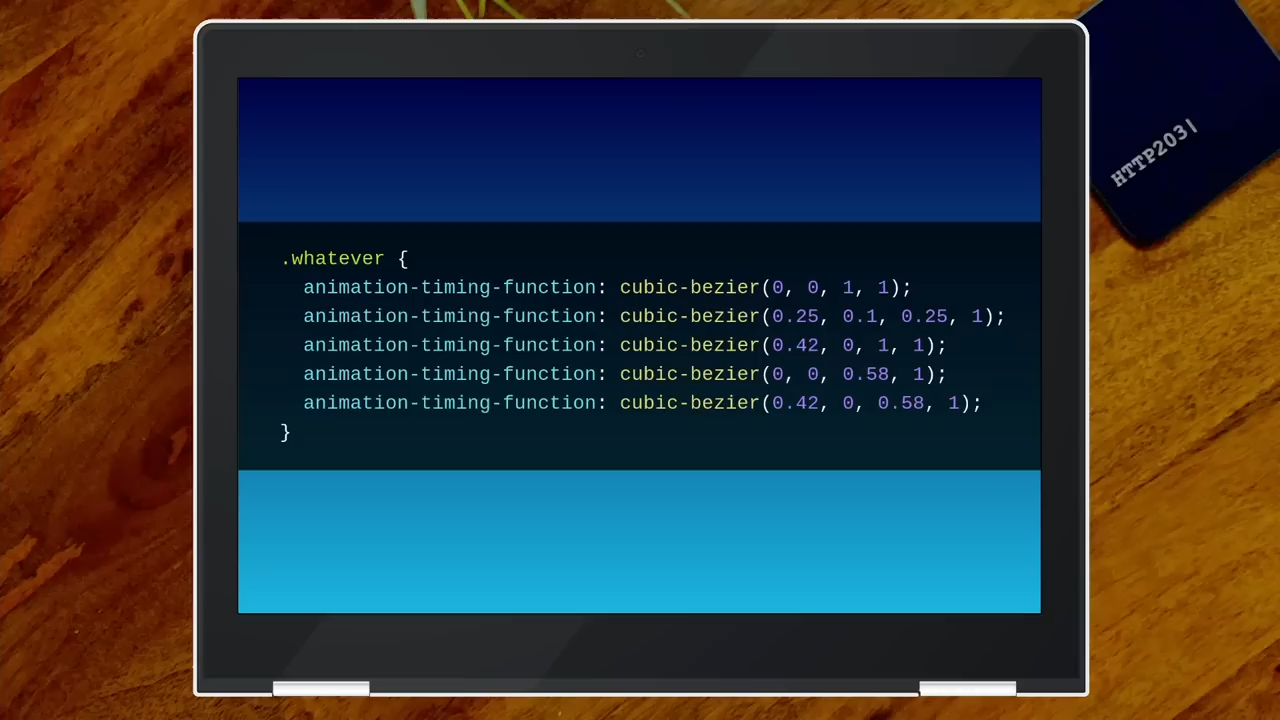 HTTP203|
.whatever {
  animation-timing-function: cubic-bezier(0, 0, 1, 1);
  animation-timing-function: cubic-bezier(0.25, 0.1, 0.25, 1);
  animation-timing-function: cubic-bezier(0.42, 0, 1, 1);
  animation-timing-function: cubic-bezier(0, 0, 0.58, 1);
  animation-timing-function: cubic-bezier(0.42, 0, 0.58, 1);
}